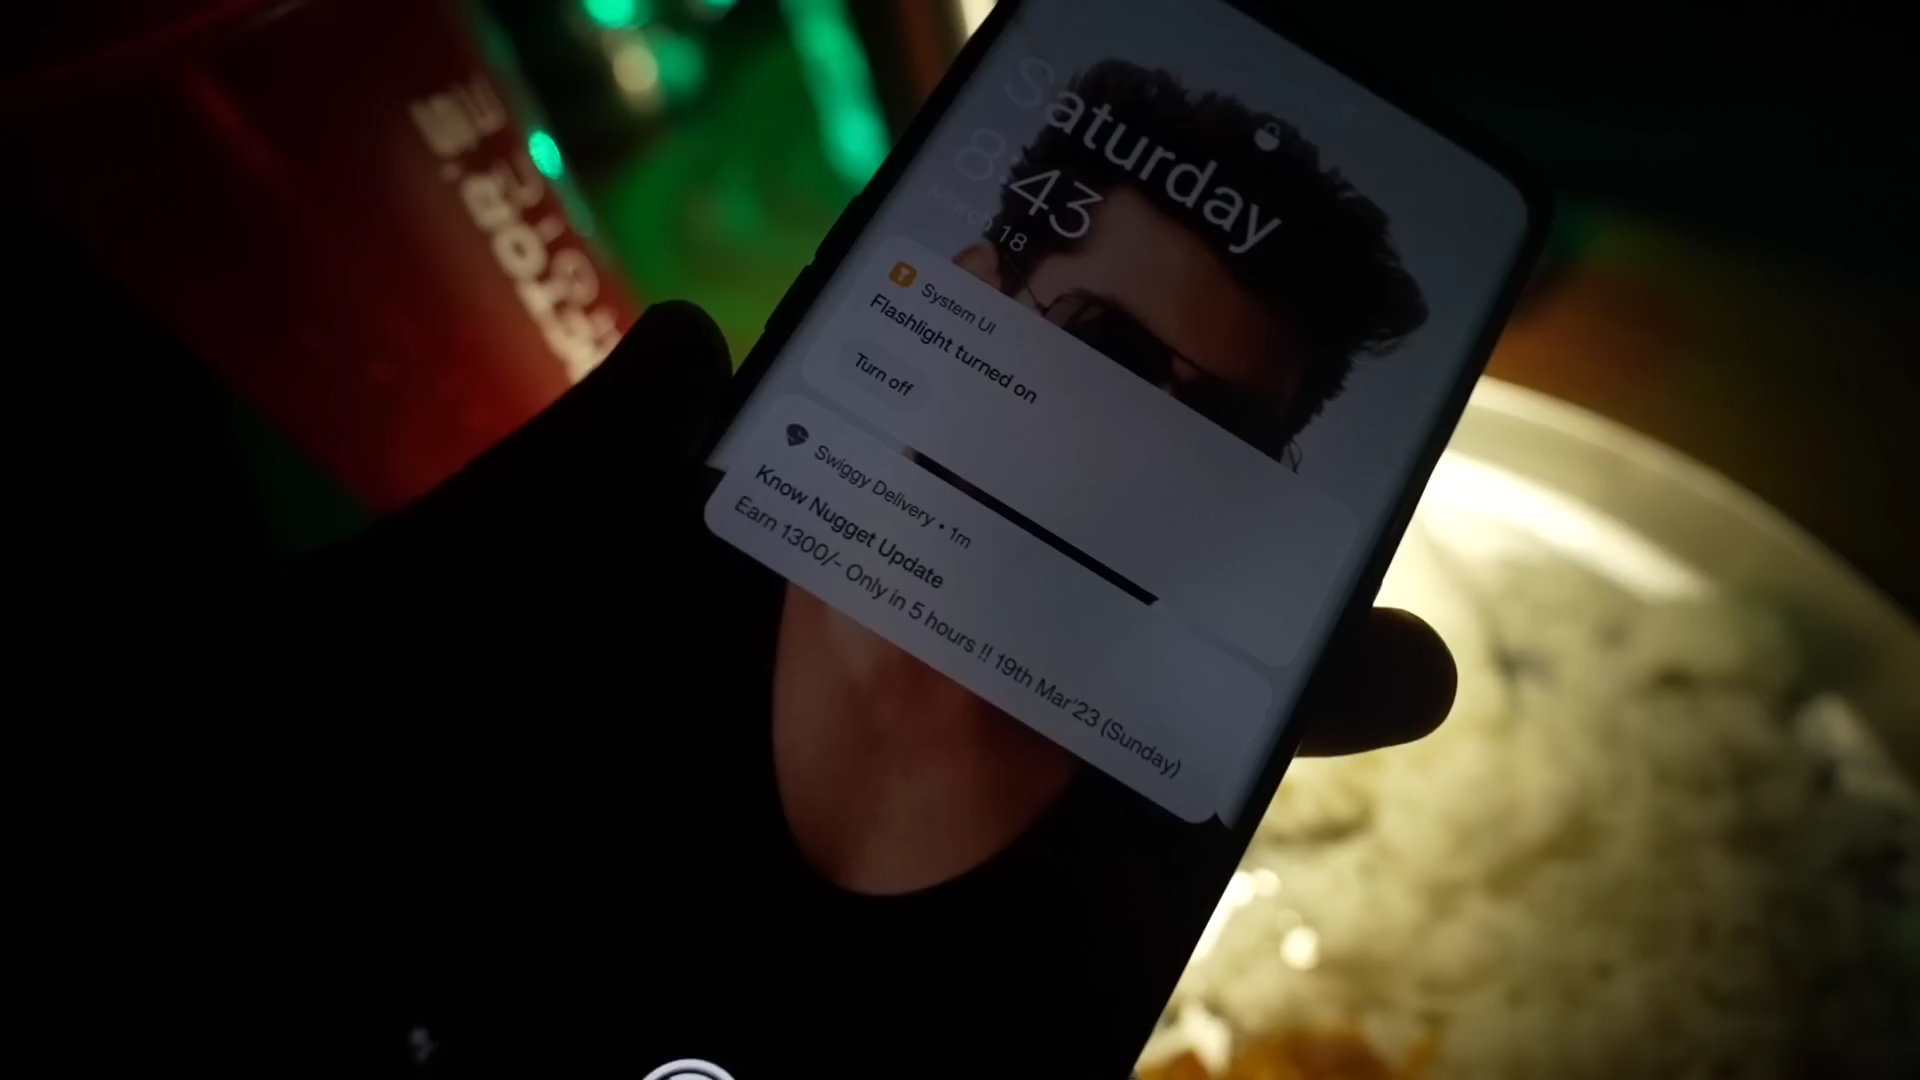 Saturday
8:43
March 18
System UI
Flashlight turned on
Turn off
Swiggy Delivery • 1m
Know Nugget Update
Earn 1300/- Only in 5 hours !! 19th Mar'23 (Sunday)